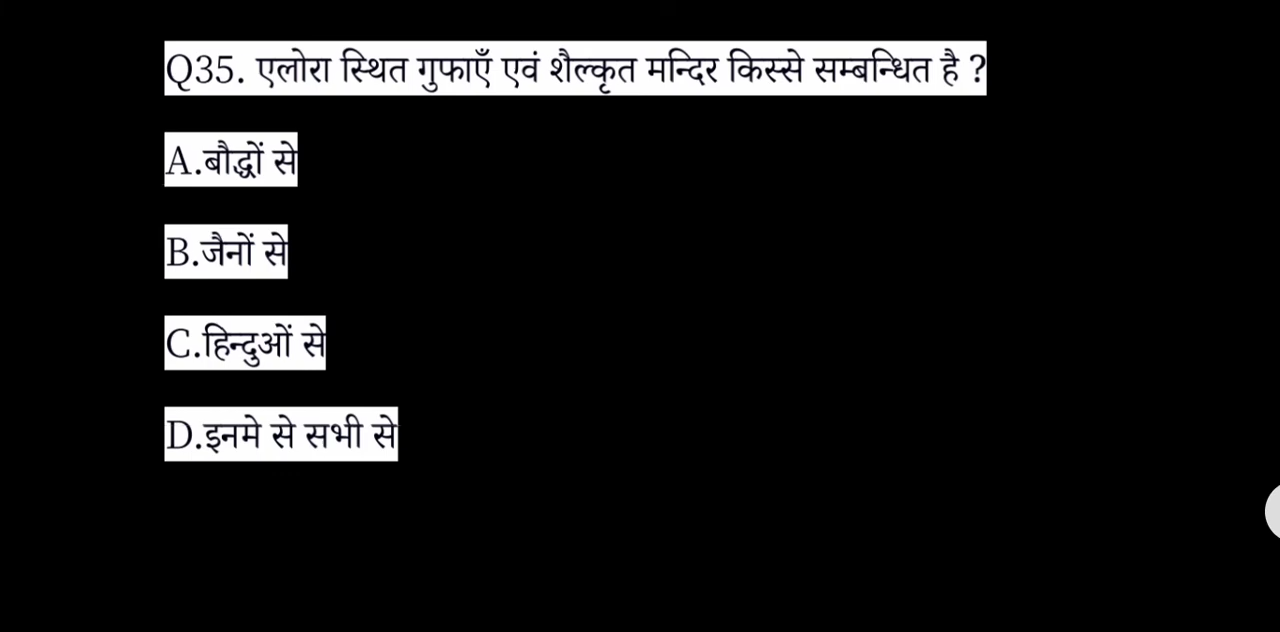 Q35. एलोरा स्थित गुफाएँ एवं शैल्कृत मन्दिर किस्से सम्बन्धित है ?
A.बौद्धों से
B.जैनों से
C.हिन्दुओं से
D.इनमे से सभी से